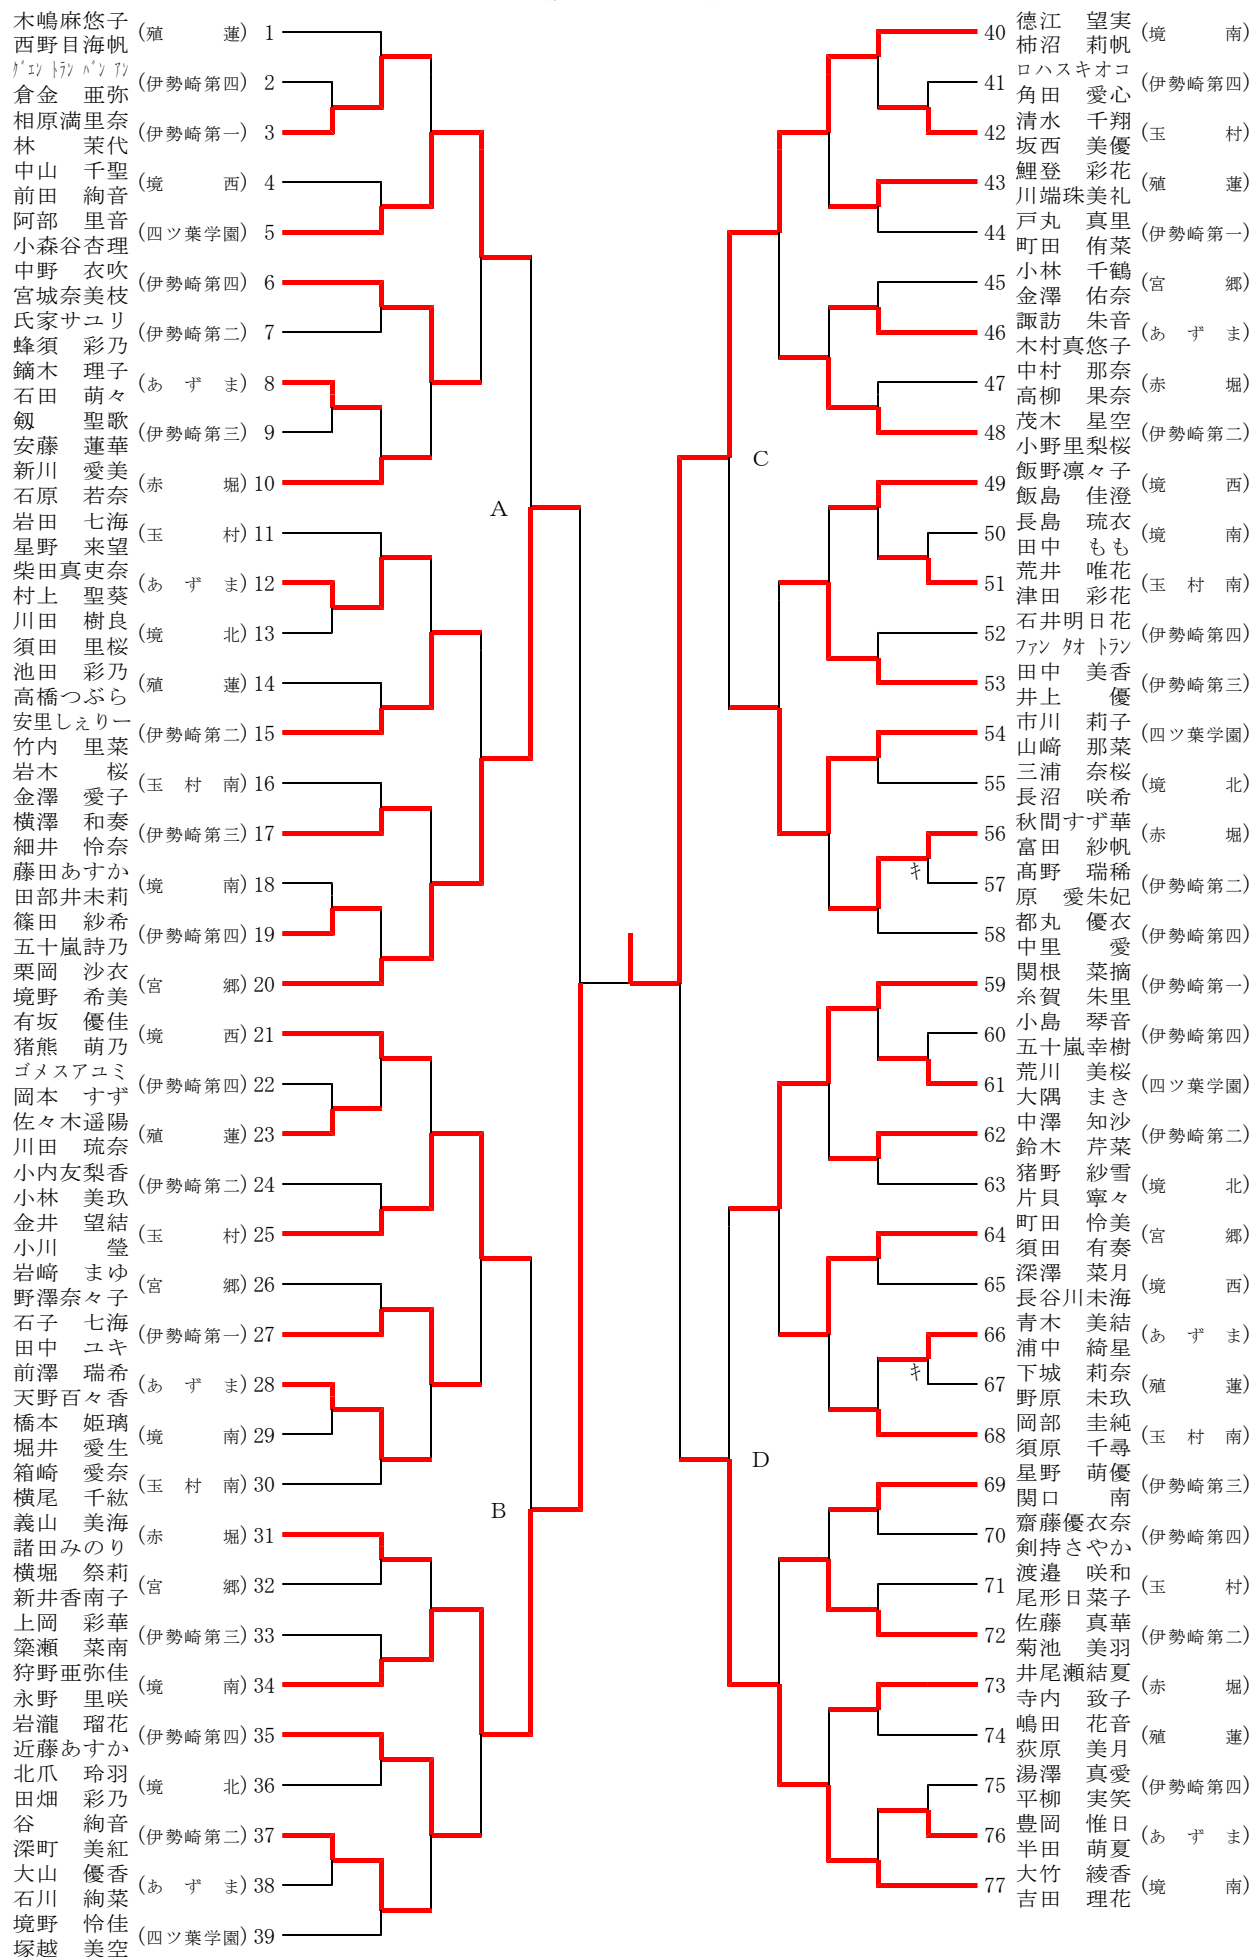 木嶋麻悠子
西野目海帆
(殖　　蓮) 1
ｸﾞｴﾝ ﾄﾗﾝ ﾊﾞﾝ ｱﾝ
倉金　亜弥
(伊勢崎第四) 2
相原満里奈
林　　茉代
(伊勢崎第一) 3
中山　千聖
前田　絢音
(境　　西) 4
阿部　里音
小森谷杏理
(四ツ葉学園) 5
中野　衣吹
宮城奈美枝
(伊勢崎第四) 6
氏家サユリ
蜂須　彩乃
(伊勢崎第二) 7
鏑木　理子
石田　萌々
(あ　ず　ま) 8
剱　　聖歌
安藤　蓮華
(伊勢崎第三) 9
新川　愛美
石原　若奈
(赤　　堀) 10
岩田　七海
星野　来望
(玉　　村) 11
柴田真吏奈
村上　聖葵
(あ　ず　ま) 12
川田　樹良
須田　里桜
(境　　北) 13
池田　彩乃
高橋つぶら
(殖　　蓮) 14
安里しぇりー
竹内　里菜
(伊勢崎第二) 15
岩木　　桜
金澤　愛子
(玉　村　南) 16
横澤　和奏
細井　怜奈
(伊勢崎第三) 17
藤田あすか
田部井未莉
(境　　南) 18
篠田　紗希
五十嵐詩乃
(伊勢崎第四) 19
栗岡　沙衣
境野　希美
(宮　　郷) 20
有坂　優佳
猪熊　萌乃
(境　　西) 21
ゴメスアユミ
岡本　すず
(伊勢崎第四) 22
佐々木遥陽
川田　琉奈
(殖　　蓮) 23
小内友梨香
小林　美玖
(伊勢崎第二) 24
金井　望結
小川　　瑩
(玉　　村) 25
岩﨑　まゆ
野澤奈々子
(宮　　郷) 26
石子　七海
田中　ユキ
(伊勢崎第一) 27
前澤　瑞希
天野百々香
(あ　ず　ま) 28
橋本　姫璃
堀井　愛生
(境　　南) 29
箱崎　愛奈
横尾　千紘
(玉　村　南) 30
義山　美海
諸田みのり
(赤　　堀) 31
横堀　祭莉
新井香南子
(宮　　郷) 32
上岡　彩華
簗瀬　菜南
(伊勢崎第三) 33
狩野亜弥佳
永野　里咲
(境　　南) 34
岩瀧　瑠花
近藤あすか
(伊勢崎第四) 35
北爪　玲羽
田畑　彩乃
(境　　北) 36
谷　　絢音
深町　美紅
(伊勢崎第二) 37
大山　優香
石川　絢菜
(あ　ず　ま) 38
境野　怜佳
塚越　美空
(四ツ葉学園) 39
A
B
C
D
40 德江　望実
柿沼　莉帆
(境　　南)
41 ロハスキオコ
角田　愛心
(伊勢崎第四)
42 清水　千翔
坂西　美優
(玉　　村)
43 鯉登　彩花
川端珠美礼
(殖　　蓮)
44 戸丸　真里
町田　侑菜
(伊勢崎第一)
45 小林　千鶴
金澤　佑奈
(宮　　郷)
46 諏訪　朱音
木村真悠子
(あ　ず　ま)
47 中村　那奈
高柳　果奈
(赤　　堀)
48 茂木　星空
小野里梨桜
(伊勢崎第二)
49 飯野凛々子
飯島　佳澄
(境　　西)
50 長島　琉衣
田中　もも
(境　　南)
51 荒井　唯花
津田　彩花
(玉　村　南)
52 石井明日花
ﾌｧﾝ ﾀｵ ﾄﾗﾝ
(伊勢崎第四)
53 田中　美香
井上　　優
(伊勢崎第三)
54 市川　莉子
山﨑　那菜
(四ツ葉学園)
55 三浦　奈桜
長沼　咲希
(境　　北)
56 秋間すず華
富田　紗帆
(赤　　堀)
キ
57 髙野　瑞稀
原　愛朱妃
(伊勢崎第二)
58 都丸　優衣
中里　　愛
(伊勢崎第四)
59 関根　菜摘
糸賀　朱里
(伊勢崎第一)
60 小島　琴音
五十嵐幸樹
(伊勢崎第四)
61 荒川　美桜
大隅　まき
(四ツ葉学園)
62 中澤　知沙
鈴木　芹菜
(伊勢崎第二)
63 猪野　紗雪
片貝　寧々
(境　　北)
64 町田　怜美
須田　有奏
(宮　　郷)
65 深澤　菜月
長谷川未海
(境　　西)
66 青木　美結
浦中　綺星
(あ　ず　ま)
キ
67 下城　莉奈
野原　未玖
(殖　　蓮)
68 岡部　圭純
須原　千尋
(玉　村　南)
69 星野　萌優
関口　　南
(伊勢崎第三)
70 齋藤優衣奈
剣持さやか
(伊勢崎第四)
71 渡邉　咲和
尾形日菜子
(玉　　村)
72 佐藤　真華
菊池　美羽
(伊勢崎第二)
73 井尾瀬結夏
寺内　致子
(赤　　堀)
74 嶋田　花音
荻原　美月
(殖　　蓮)
75 湯澤　真愛
平柳　実笑
(伊勢崎第四)
76 豊岡　惟日
半田　萌夏
(あ　ず　ま)
77 大竹　綾香
吉田　理花
(境　　南)